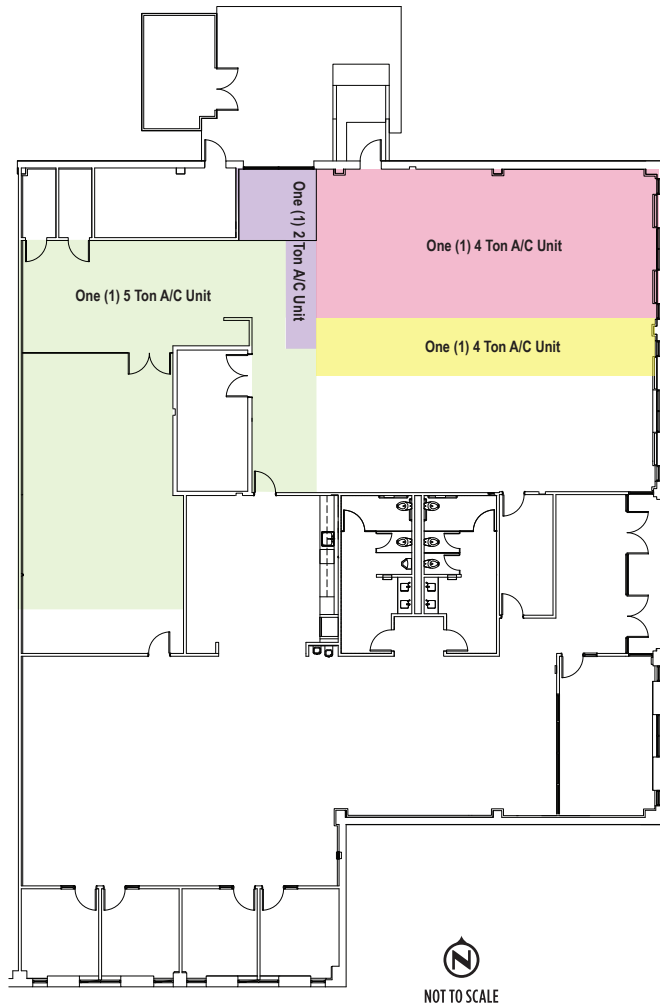 One (1) 2 Ton A/C Unit
One (1) 4 Ton A/C Unit
One (1) 5 Ton A/C Unit
One (1) 4 Ton A/C Unit
N
NOT TO SCALE